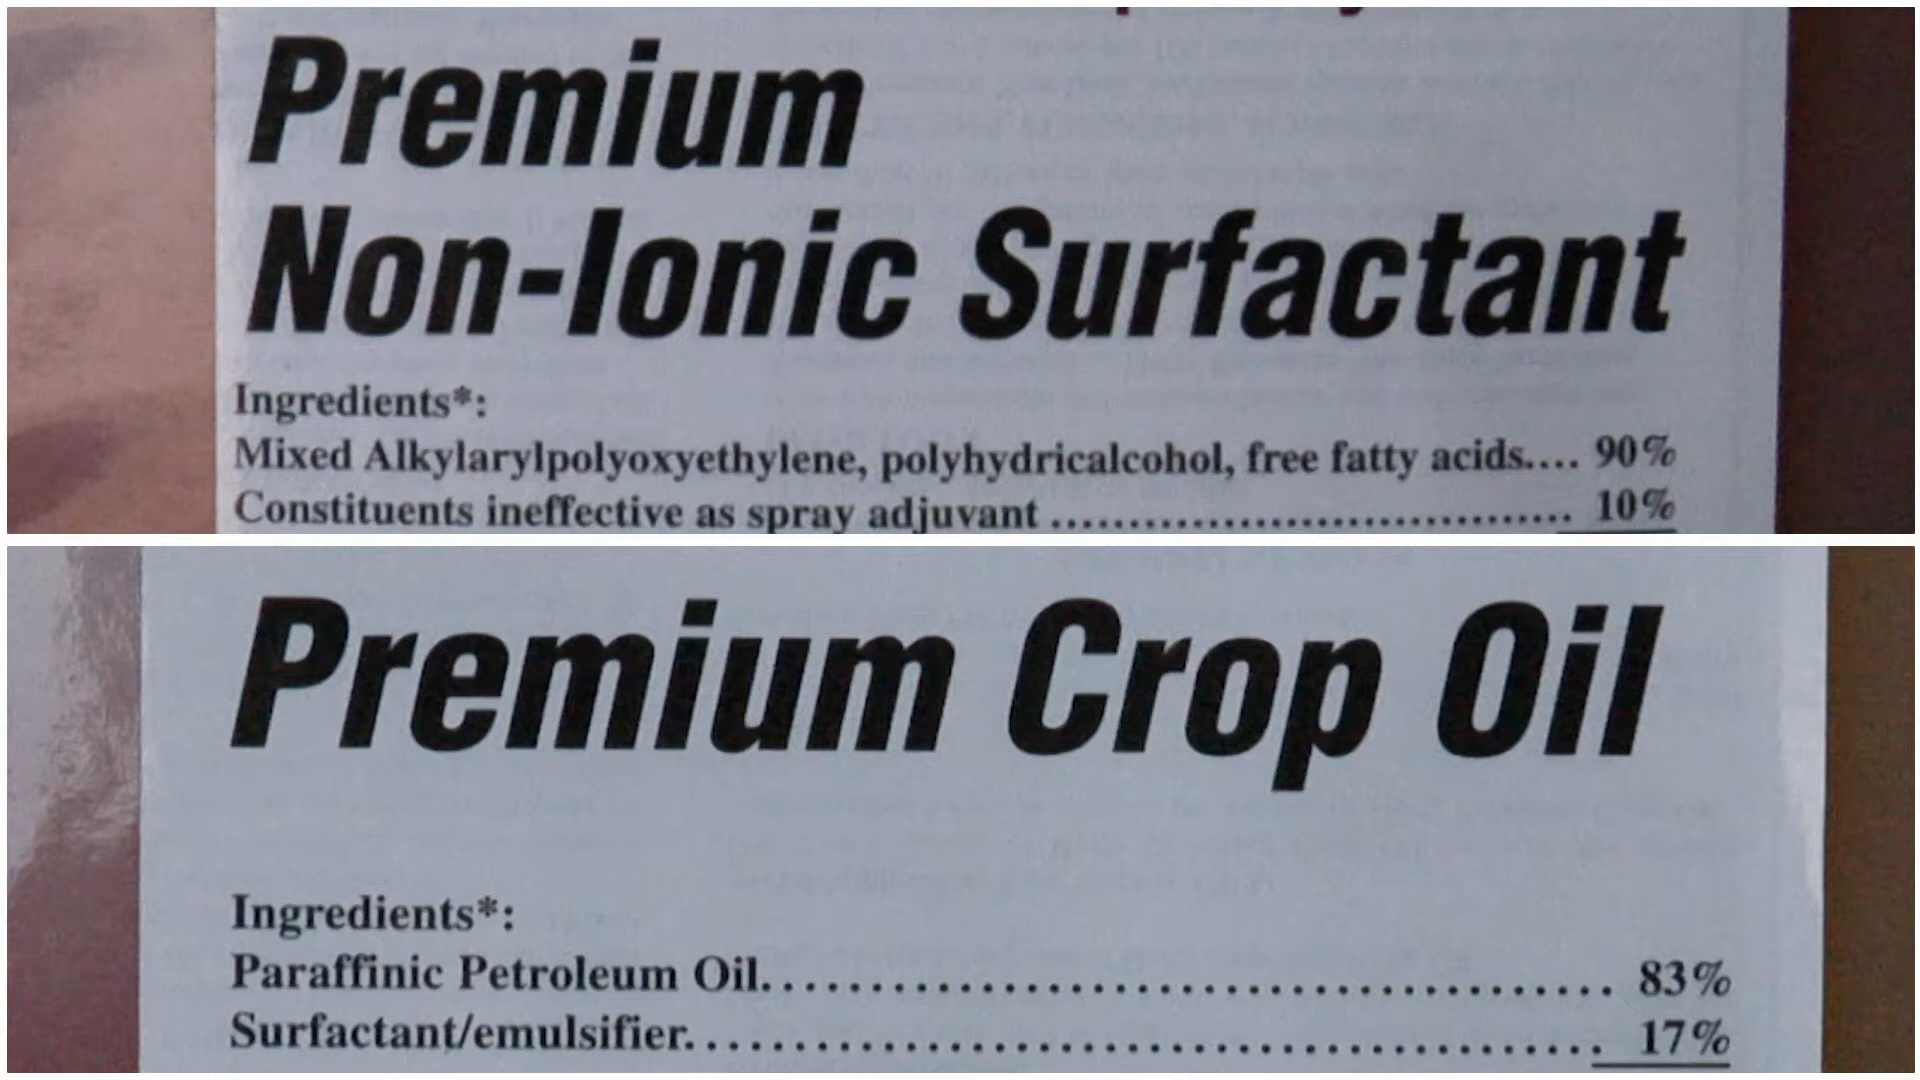 Premium
Non-Ionic Surfactant
Ingredients*:
Mixed Alkylarylpolyoxyethylene, polyhydricalcohol, free fatty acids.... 90%
Constituents ineffective as spray adjuvant .................................. 10%
Premium Crop Oil
Ingredients*:
Paraffinic Petroleum Oil....................................... 83%
Surfactant/emulsifier.......................................... 17%